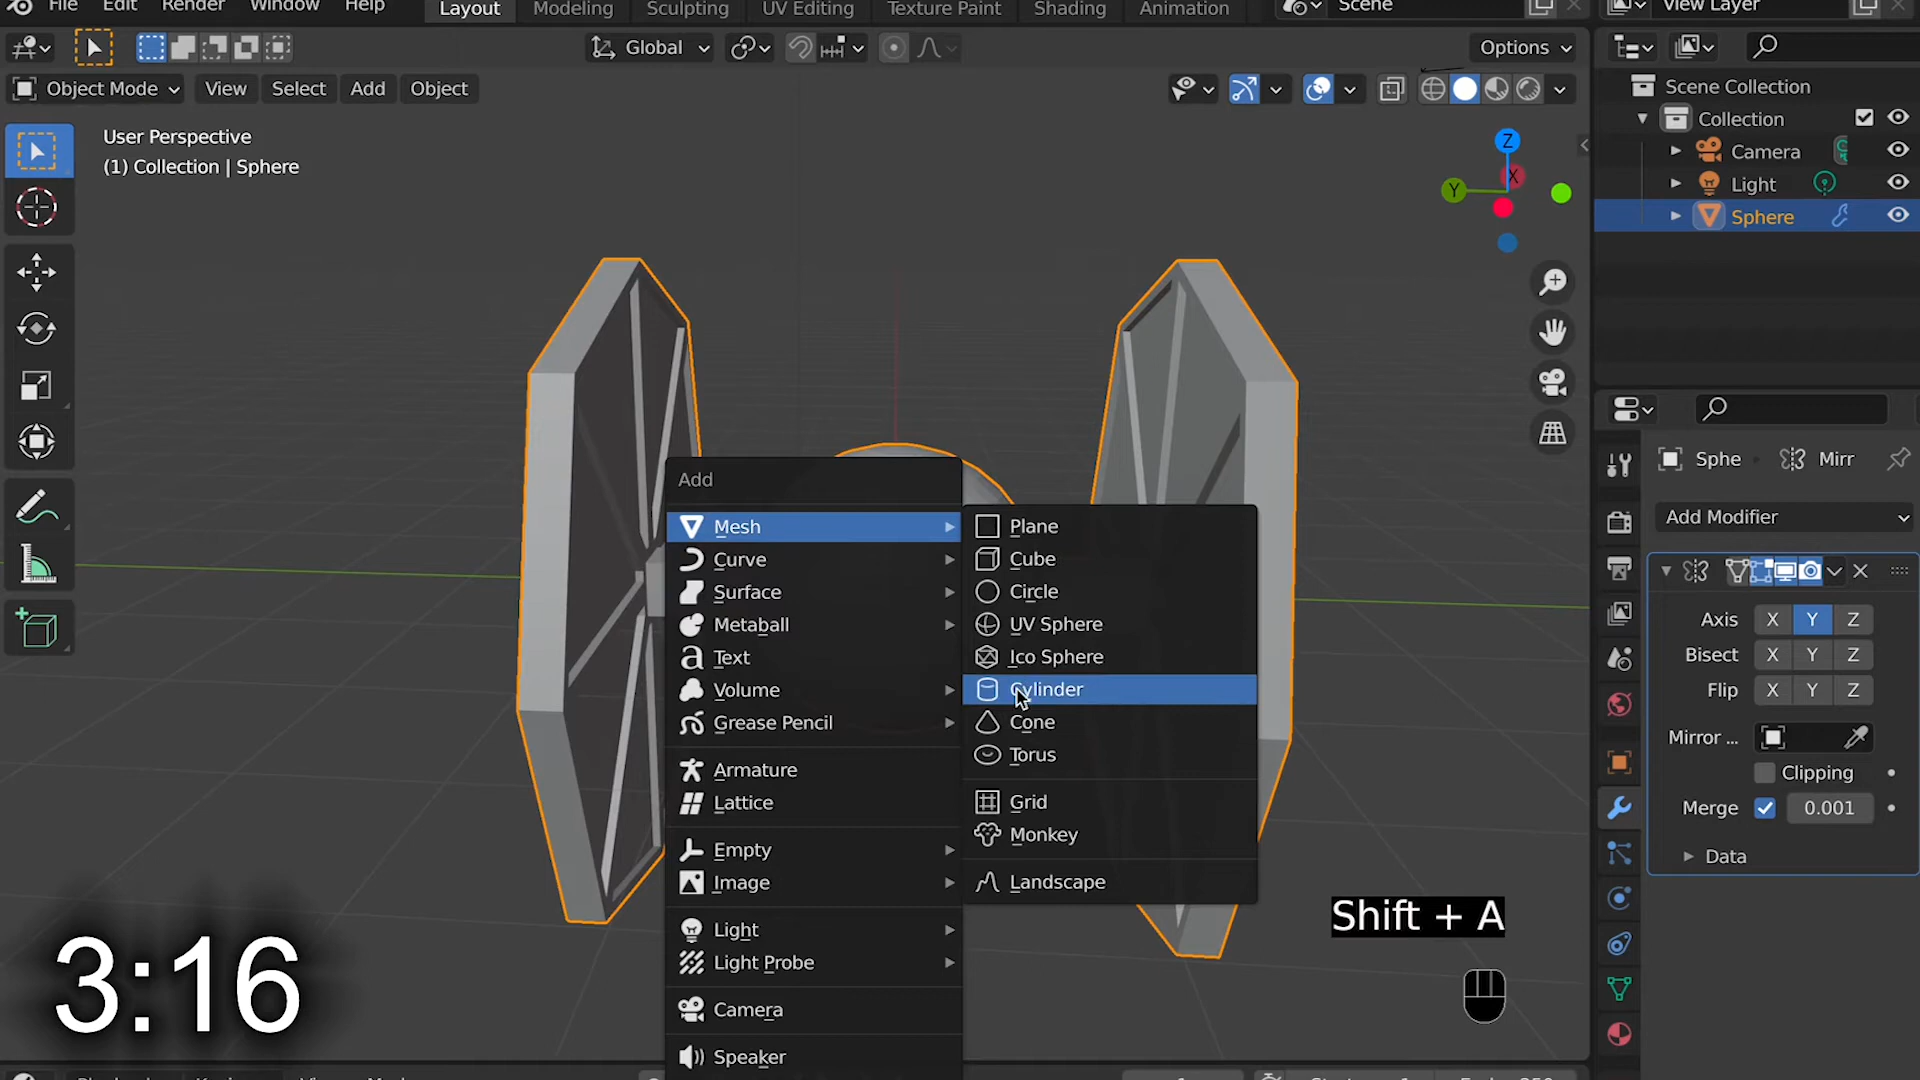 File Edit Render Window Help Layout Modeling Sculpting UV Editing Texture Paint Shading Animation Scene View Layer
Global Options
Object Mode View Select Add Object
User Perspective
(1) Collection | Sphere
Z
X
Y
Scene Collection
Collection
Camera
Light
Sphere
Sphe Mirr
Add Modifier
Axis X Y Z
Bisect X Y Z
Flip X Y Z
Mirror ...
Clipping
Merge 0.001
Data
Add
Mesh
Curve
Surface
Metaball
Text
Volume
Grease Pencil
Armature
Lattice
Empty
Image
Light
Light Probe
Camera
Speaker
Plane
Cube
Circle
UV Sphere
Ico Sphere
Cylinder
Cone
Torus
Grid
Monkey
Landscape
Shift + A
3:16